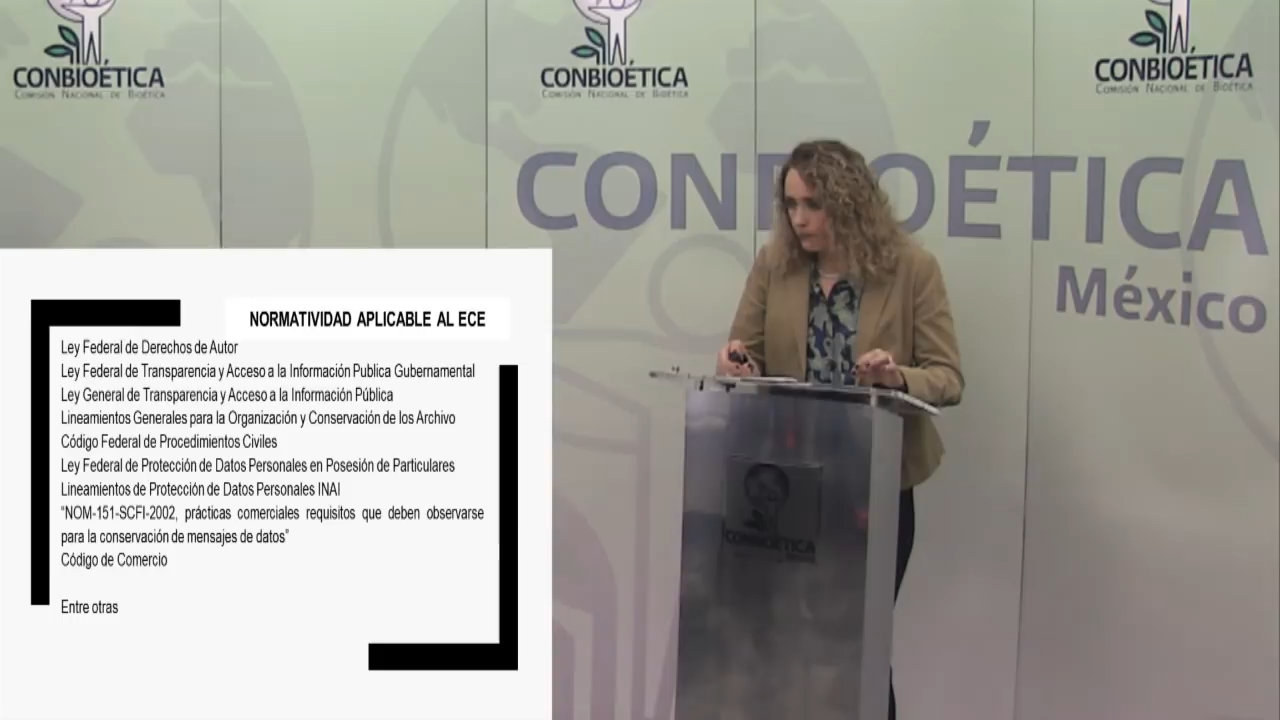 CONBIOÉTICA
COMISIÓN NACIONAL DE BIOÉTICA
CONBIOÉTICA
COMISIÓN NACIONAL DE BIOÉTICA
CONBIOÉTICA
COMISIÓN NACIONAL DE BIOÉTICA
CON OÉTICA
México
NORMATIVIDAD APLICABLE AL ECE
Ley Federal de Derechos de Autor
Ley Federal de Transparencia y Acceso a la Información Publica Gubernamental
Ley General de Transparencia y Acceso a la Información Pública
Lineamientos Generales para la Organización y Conservación de los Archivo
Código Federal de Procedimientos Civiles
Ley Federal de Protección de Datos Personales en Posesión de Particulares
Lineamientos de Protección de Datos Personales INAI
“NOM-151-SCFI-2002, prácticas comerciales requisitos que deben observarse
para la conservación de mensajes de datos”
Código de Comercio
Entre otras
CONBIOÉTICA